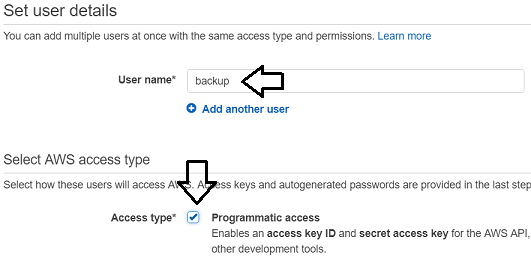 Set user details
You can add multiple users at once with the same access type and permissions. Learn more
User name* backup
Add another user
Select AWS access type
Select how these users will access AWS. Access keys and autogenerated passwords are provided in the last step
Access type* Programmatic access
Enables an access key ID and secret access key for the AWS API,
other development tools.